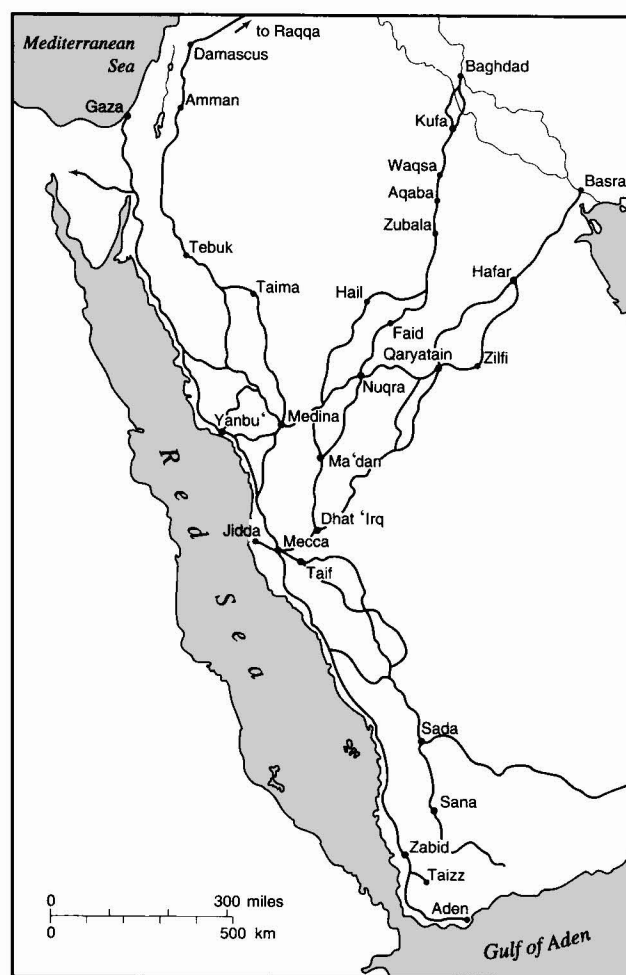 to Raqqa
Mediterranean
Sea
Damascus
Baghdad
Gaza
Amman
Kufa
Waqsa
Aqaba
Basra
Zubala
Tebuk
Taima
Hail
Hafar
Faid
Qaryatain
Zilfi
Nuqra
Yanbu‘
Medina
Ma‘dan
Red Sea
Dhat ‘Irq
Jidda
Mecca
Taif
Sada
Sana
Zabid
Taizz
Aden
0 300 miles
0 500 km
Gulf of Aden